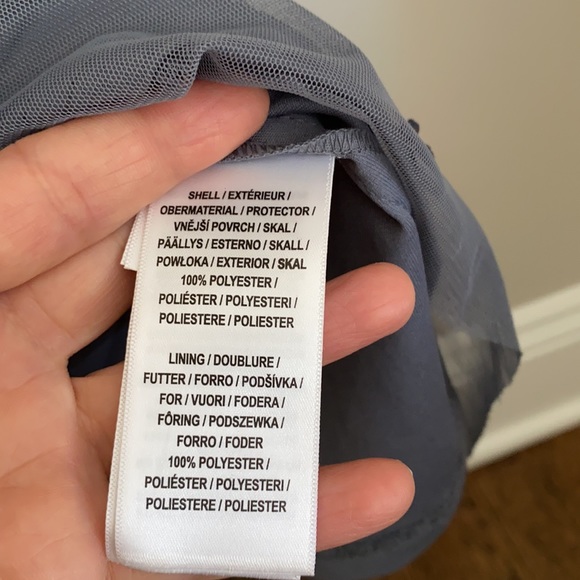 SHELL / EXTÉRIEUR /
OBERMATERIAL / PROTECTOR /
VNĚJŠÍ POVRCH / SKAL /
PÄÄLLYS / ESTERNO / SKALL /
POWŁOKA / EXTERIOR / SKAL
100% POLYESTER /
POLIÉSTER / POLYESTERI /
POLIESTERE / POLIESTER
LINING / DOUBLURE /
FUTTER / FORRO / PODŠÍVKA /
FOR / VUORI / FODERA /
FÔRING / PODSZEWKA /
FORRO / FODER
100% POLYESTER /
POLIÉSTER / POLYESTERI /
POLIESTERE / POLIESTER